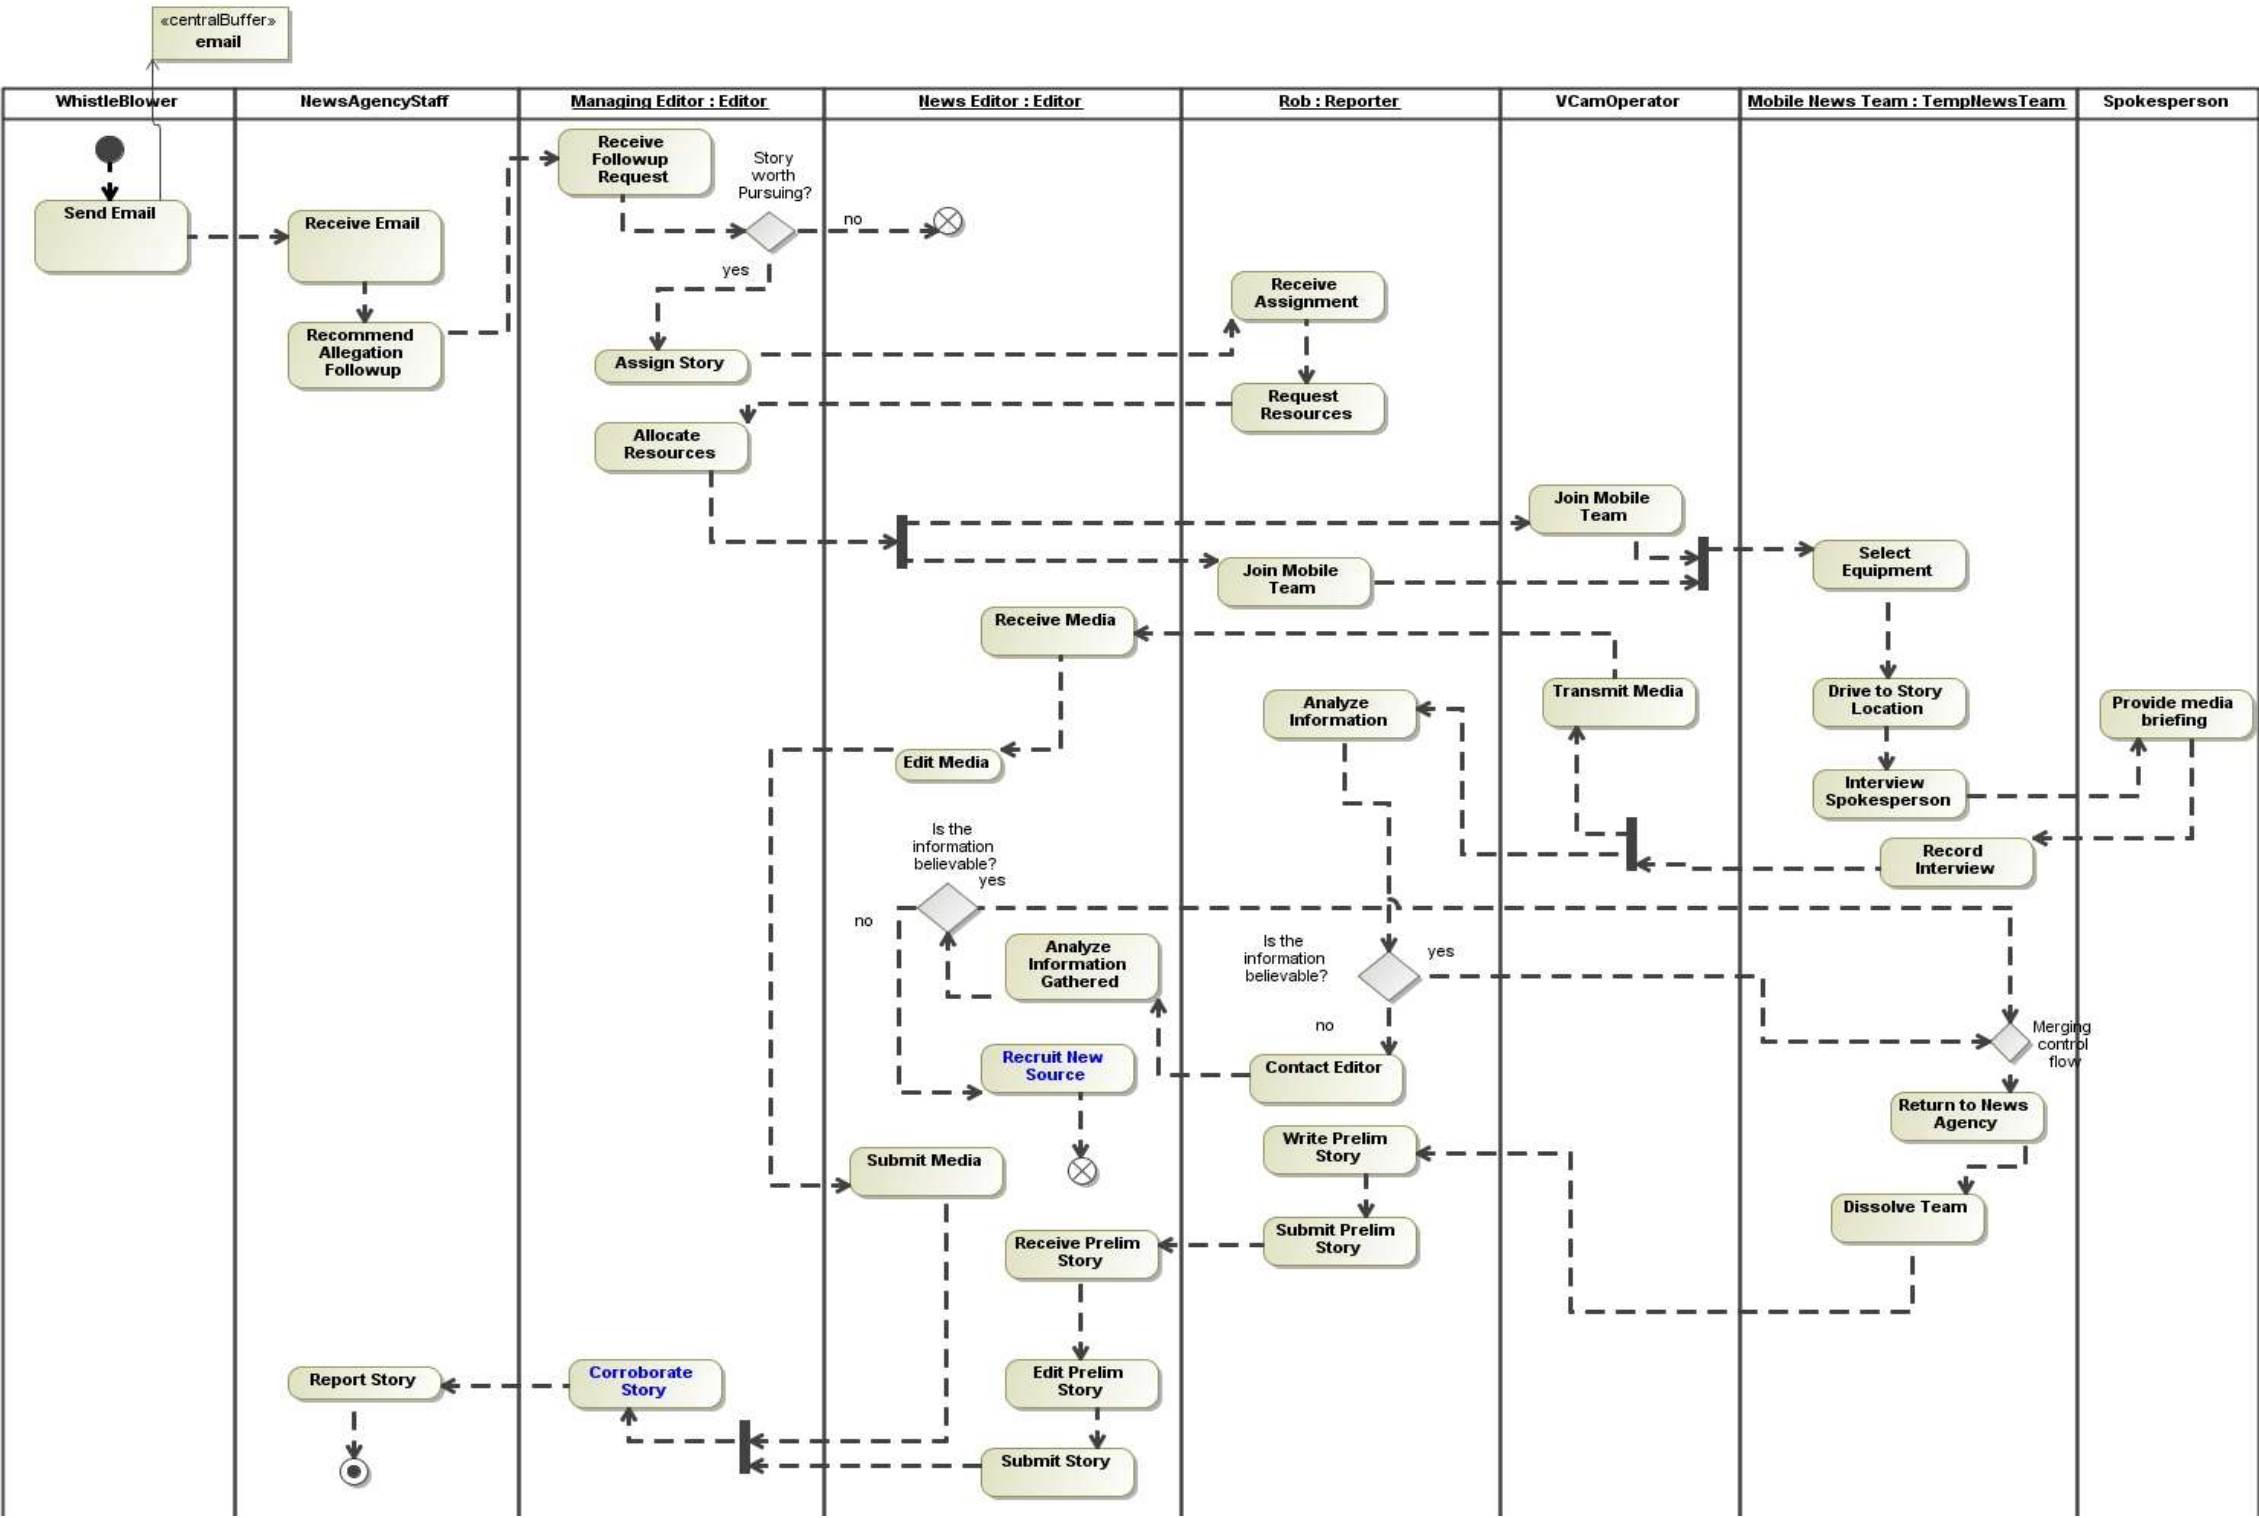 «centralBuffer»
email
WhistleBlower
NewsAgencyStaff
Managing Editor : Editor
News Editor : Editor
Rob : Reporter
VCamOperator
Mobile News Team : TempNewsTeam
Spokesperson
Receive
Followup
Request
Story
worth
Pursuing?
Send Email
Receive Email
no
yes
Receive
Assignment
Recommend
Allegation
Followup
Assign Story
Request
Resources
Allocate
Resources
Join Mobile
Team
Select
Equipment
Join Mobile
Team
Receive Media
Transmit Media
Drive to Story
Location
Analyze
Information
Provide media
briefing
Edit Media
Interview
Spokesperson
Is the
information
believable?
yes
Record
Interview
no
Analyze
Information
Gathered
Is the
information
believable?
yes
no
Merging
control
flow
Recruit New
Source
Contact Editor
Return to News
Agency
Write Prelim
Story
Submit Media
Dissolve Team
Submit Prelim
Story
Receive Prelim
Story
Report Story
Corroborate
Story
Edit Prelim
Story
Submit Story